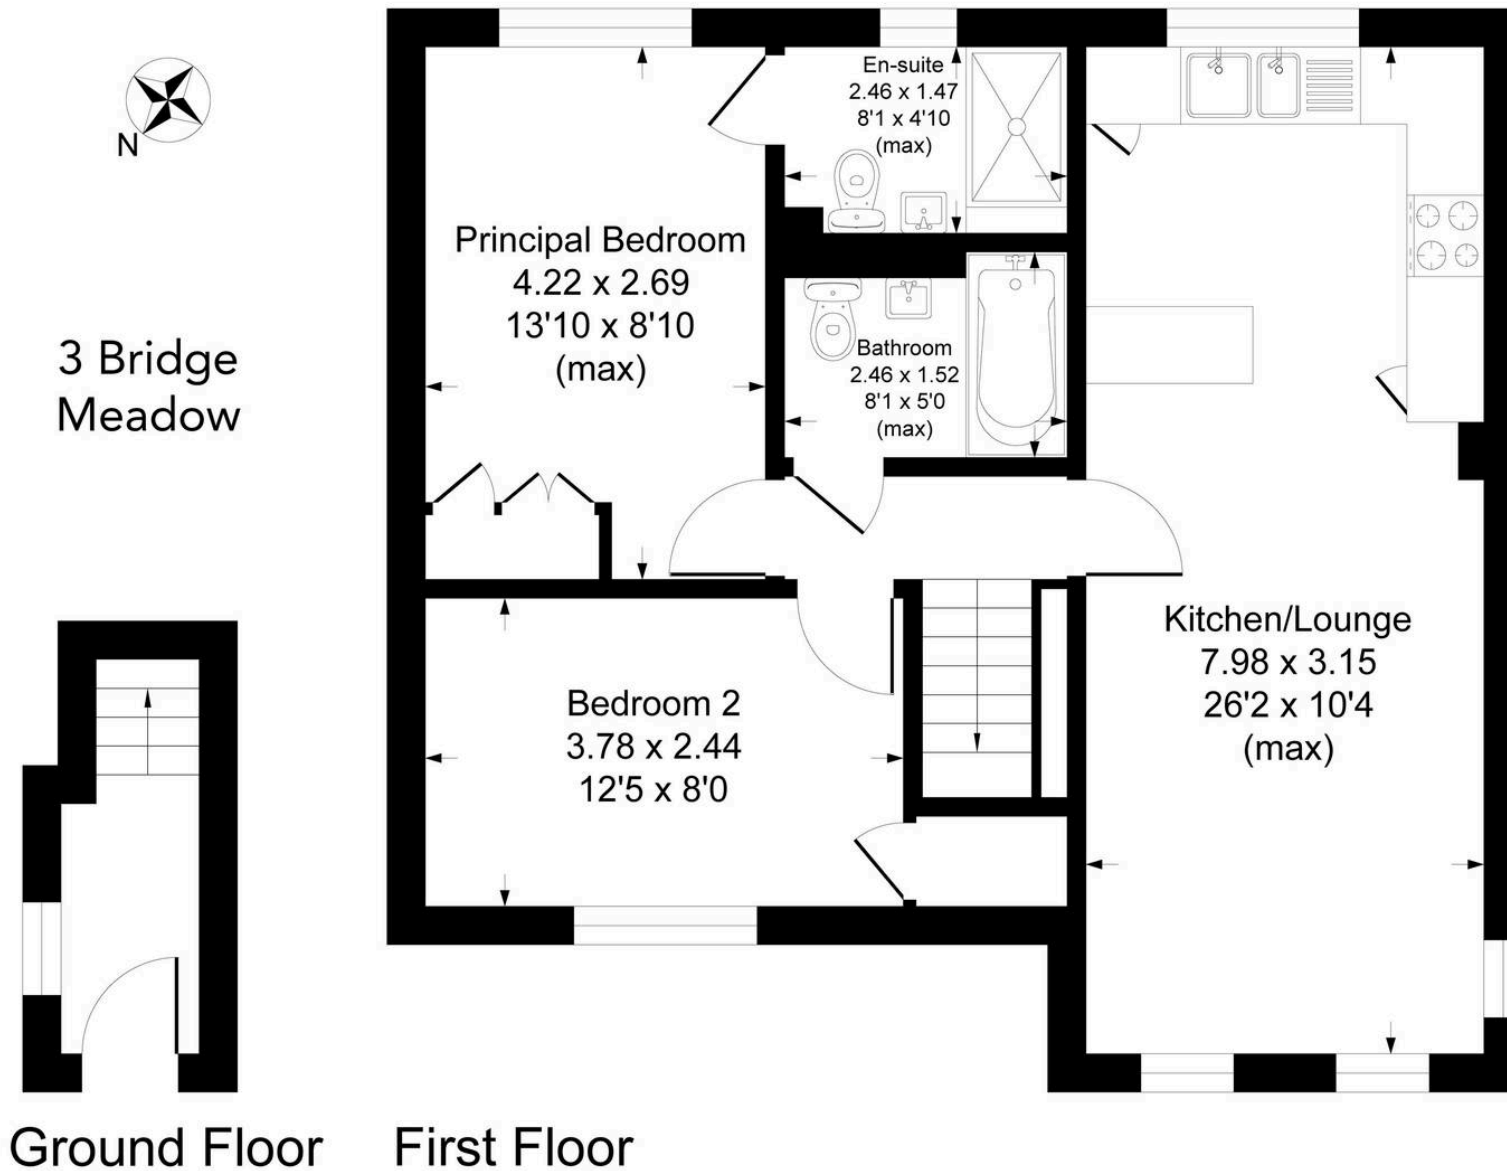 N
3 Bridge
Meadow
Principal Bedroom
4.22 x 2.69
13'10 x 8'10
(max)
En-suite
2.46 x 1.47
8'1 x 4'10
(max)
Bathroom
2.46 x 1.52
8'1 x 5'0
(max)
Kitchen/Lounge
7.98 x 3.15
26'2 x 10'4
(max)
Bedroom 2
3.78 x 2.44
12'5 x 8'0
Ground Floor
First Floor